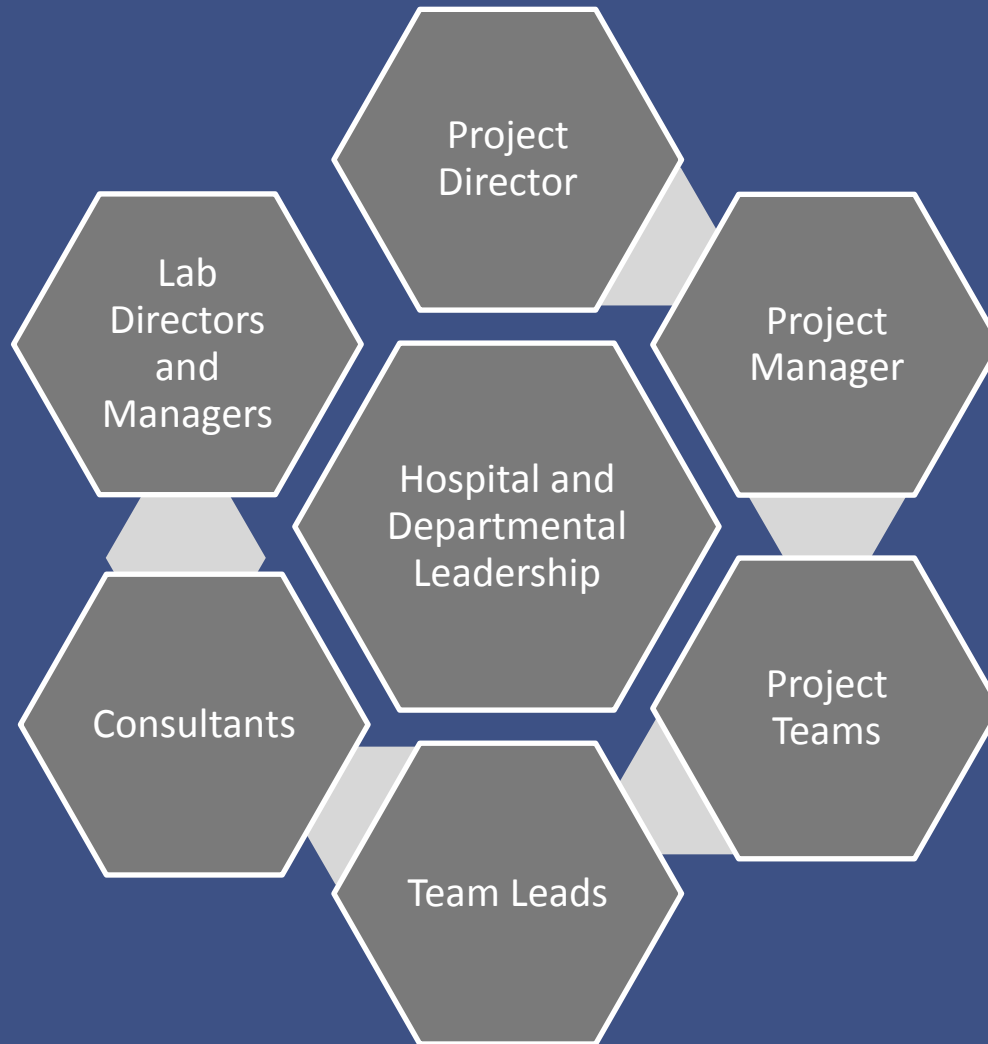 Project
Director
Lab
Directors
and
Managers
Project
Manager
Hospital and
Departmental
Leadership
Project
Teams
Consultants
Team Leads